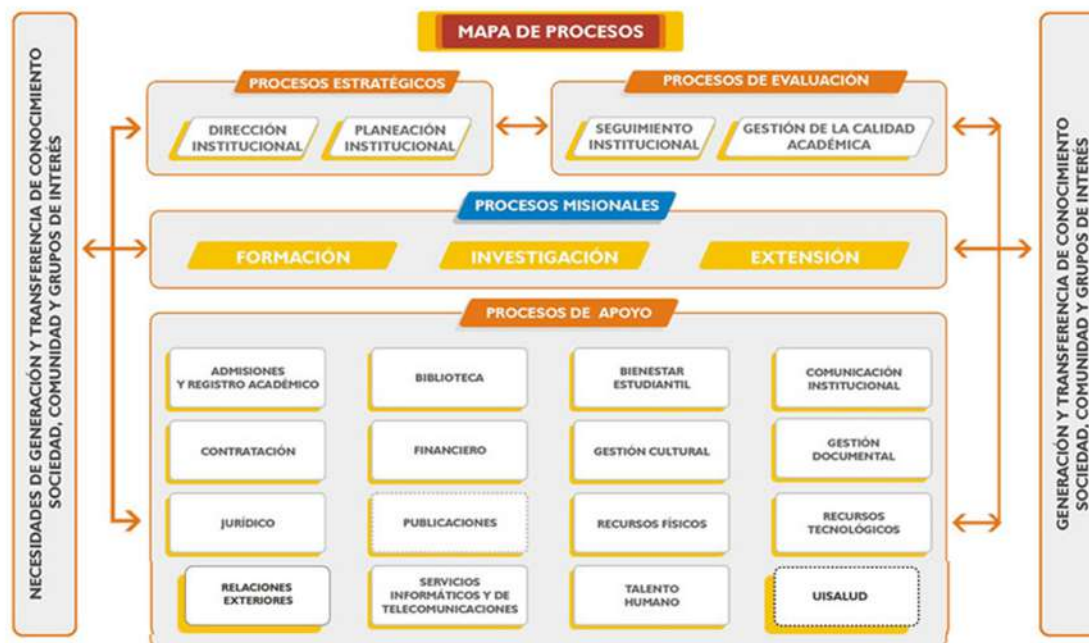 MAPA DE PROCESOS
NECESIDADES DE GENERACIÓN Y TRANSFERENCIA DE CONOCIMIENTO
SOCIEDAD, COMUNIDAD Y GRUPOS DE INTERÉS
PROCESOS ESTRATÉGICOS
DIRECCIÓN
INSTITUCIONAL
PLANEACIÓN
INSTITUCIONAL
PROCESOS DE EVALUACIÓN
SEGUIMIENTO
INSTITUCIONAL
GESTIÓN DE LA CALIDAD
ACADÉMICA
PROCESOS MISIONALES
FORMACIÓN
INVESTIGACIÓN
EXTENSIÓN
PROCESOS DE APOYO
ADMISIONES
Y REGISTRO ACADÉMICO
BIBLIOTECA
BIENESTAR
ESTUDIANTIL
COMUNICACIÓN
INSTITUCIONAL
CONTRATACIÓN
FINANCIERO
GESTIÓN CULTURAL
GESTIÓN
DOCUMENTAL
JURÍDICO
PUBLICACIONES
RECURSOS FÍSICOS
RECURSOS
TECNOLÓGICOS
RELACIONES
EXTERIORES
SERVICIOS
INFORMÁTICOS Y DE
TELECOMUNICACIONES
TALENTO
HUMANO
UISALUD
GENERACIÓN Y TRANSFERENCIA DE CONOCIMIENTO
SOCIEDAD, COMUNIDAD Y GRUPOS DE INTERÉS